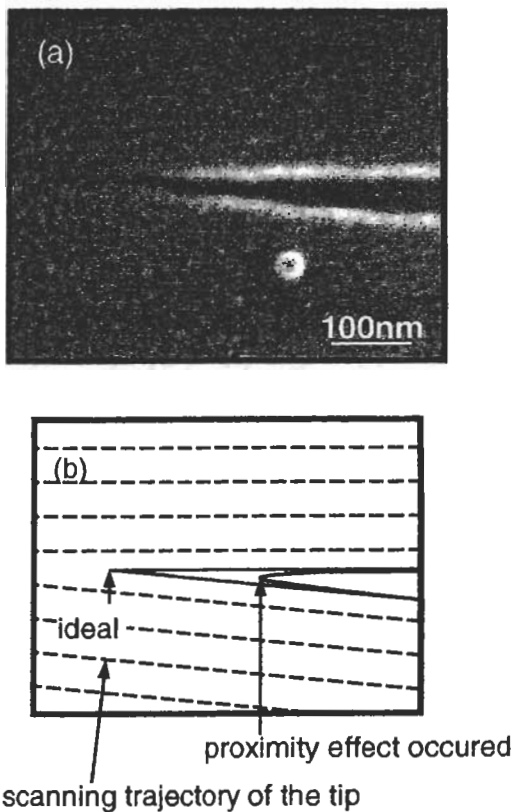 (a)
100nm
(b)
ideal
proximity effect occured
scanning trajectory of the tip